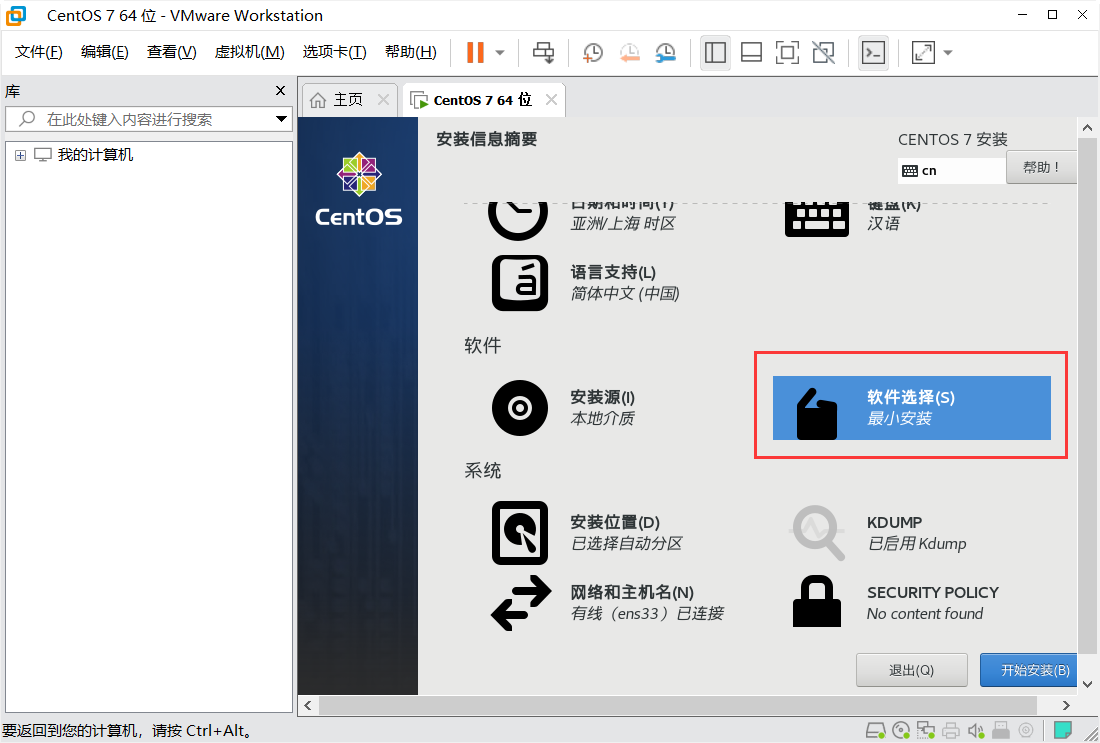 CentOS 7 64 位 - VMware Workstation
文件(F) 编辑(E) 查看(V) 虚拟机(M) 选项卡(T) 帮助(H)
库
在此处键入内容进行搜索
我的计算机
主页
CentOS 7 64 位
CentOS
安装信息摘要
CENTOS 7 安装
cn
帮助！
日期和时间(T)
亚洲/上海 时区
键盘(K)
汉语
语言支持(L)
简体中文 (中国)
软件
安装源(I)
本地介质
软件选择(S)
最小安装
系统
安装位置(D)
已选择自动分区
KDUMP
已启用 Kdump
网络和主机名(N)
有线（ens33）已连接
SECURITY POLICY
No content found
退出(Q)
开始安装(B)
要返回到您的计算机，请按 Ctrl+Alt。